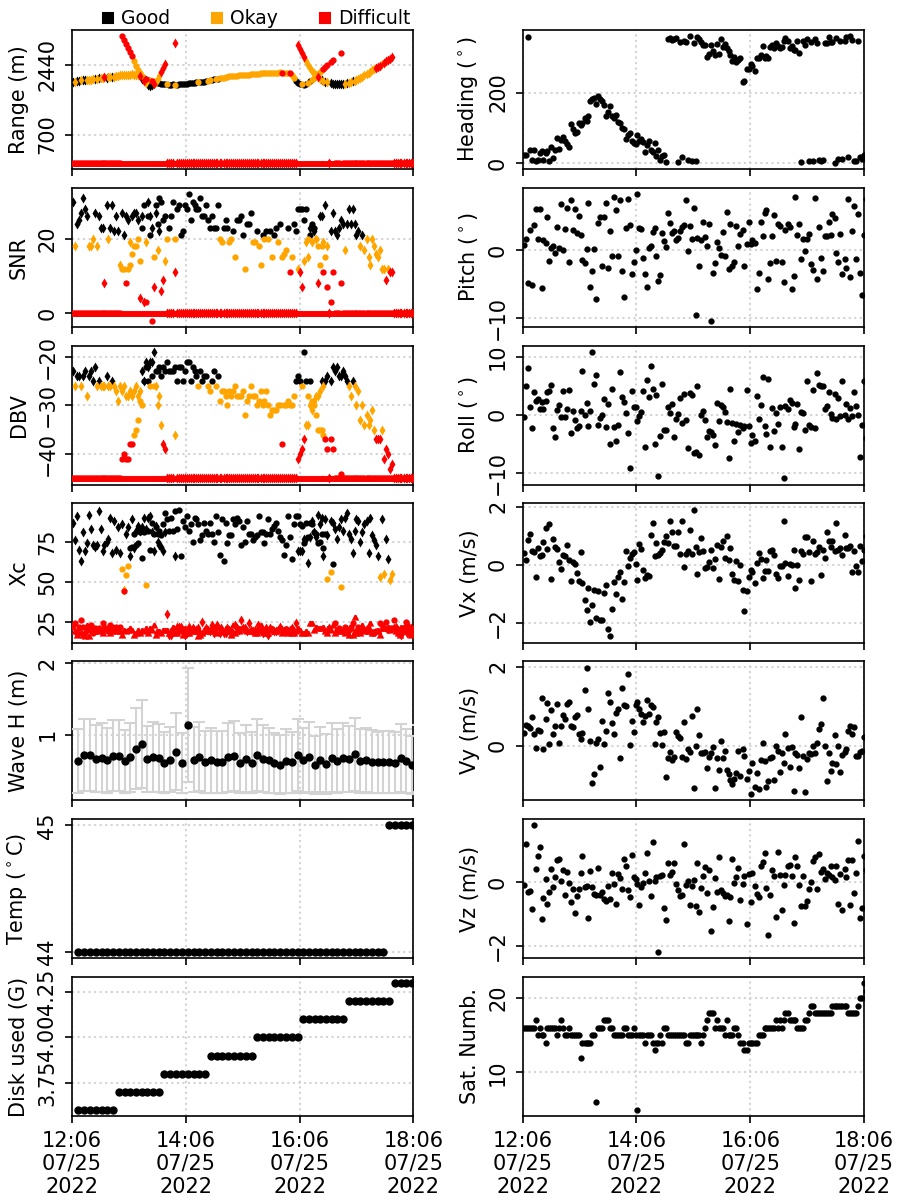 Good Okay Difficult
Range (m)
2440
700
Heading (°)
200
0
SNR
20
0
Pitch (°)
0
−10
DBV
−20
−30
−40
Roll (°)
10
0
−10
Xc
75
50
25
Vx (m/s)
2
0
−2
Wave H (m)
2
1
Vy (m/s)
2
0
Temp (°C)
45
44
Vz (m/s)
0
−2
Disk used (G)
4.25
4.00
3.75
Sat. Numb.
20
10
12:06 14:06 16:06 18:06
07/25 07/25 07/25 07/25
2022 2022 2022 2022
12:06 14:06 16:06 18:06
07/25 07/25 07/25 07/25
2022 2022 2022 2022